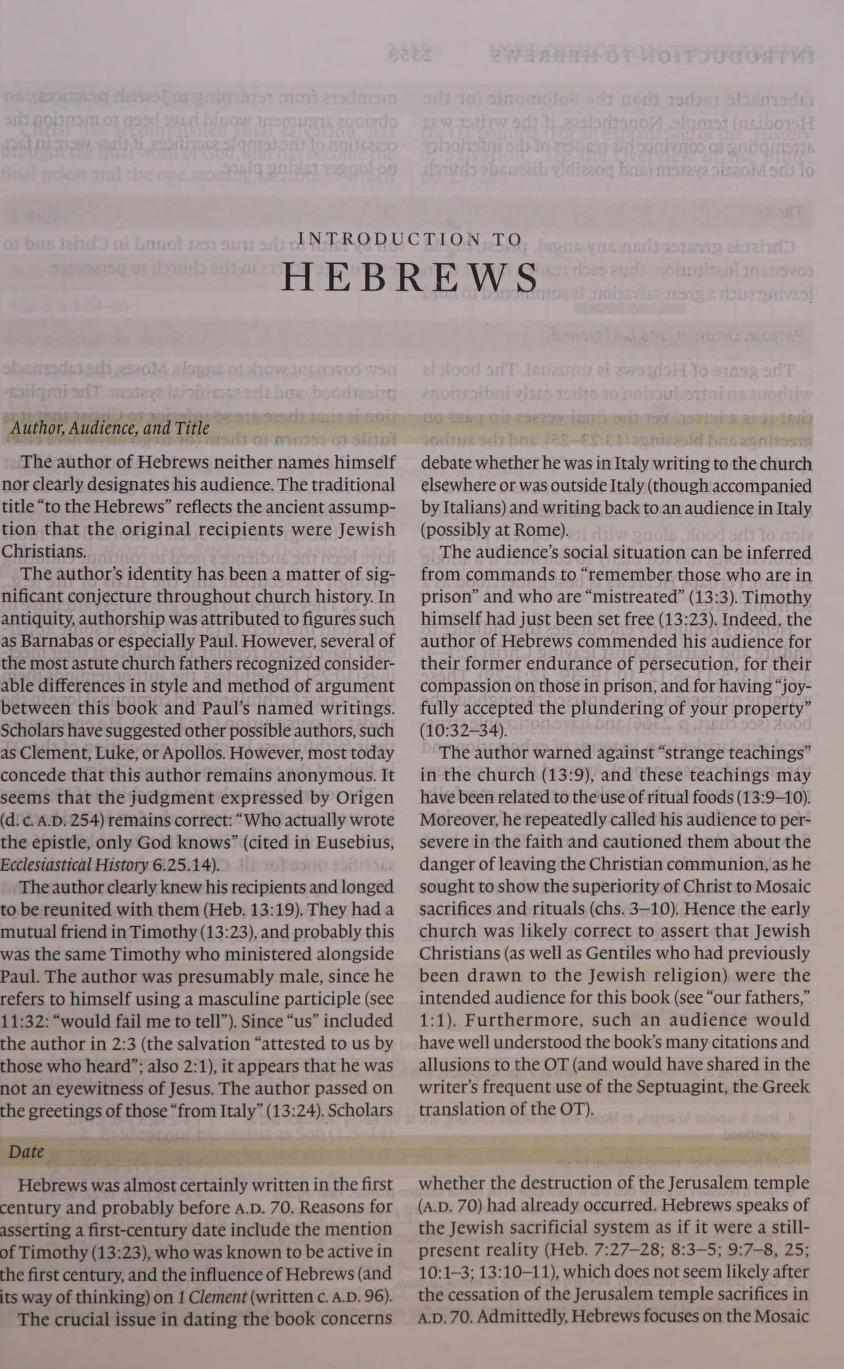 INTRODUCTION TO
HEBREWS
Author, Audience, and Title
The author of Hebrews neither names himself
nor clearly designates his audience. The traditional
title “to the Hebrews” reflects the ancient assump-
tion that the original recipients were Jewish
Christians.
The author’s identity has been a matter of sig-
nificant conjecture throughout church history. In
antiquity, authorship was attributed to figures such
as Barnabas or especially Paul. However, several of
the most astute church fathers recognized consider-
able differences in style and method of argument
between this book and Paul’s named writings.
Scholars have suggested other possible authors, such
as Clement, Luke, or Apollos. However, most today
concede that this author remains anonymous. It
seems that the judgment expressed by Origen
(d. c. A.D. 254) remains correct: “Who actually wrote
the epistle, only God knows” (cited in Eusebius,
Ecclesiastical History 6.25.14).
The author clearly knew his recipients and longed
to be reunited with them (Heb. 13:19). They had a
mutual friend in Timothy (13:23), and probably this
was the same Timothy who ministered alongside
Paul. The author was presumably male, since he
refers to himself using a masculine participle (see
11:32: “would fail me to tell”). Since “us” included
the author in 2:3 (the salvation “attested to us by
those who heard”; also 2:1), it appears that he was
not an eyewitness of Jesus. The author passed on
the greetings of those “from Italy” (13:24). Scholars
debate whether he was in Italy writing to the church
elsewhere or was outside Italy (though accompanied
by Italians) and writing back to an audience in Italy
(possibly at Rome).
The audience’s social situation can be inferred
from commands to “remember those who are in
prison” and who are “mistreated” (13:3). Timothy
himself had just been set free (13:23). Indeed, the
author of Hebrews commended his audience for
their former endurance of persecution, for their
compassion on those in prison, and for having “joy-
fully accepted the plundering of your property”
(10:32–34).
The author warned against “strange teachings”
in the church (13:9), and these teachings may
have been related to the use of ritual foods (13:9–10).
Moreover, he repeatedly called his audience to per-
severe in the faith and cautioned them about the
danger of leaving the Christian communion, as he
sought to show the superiority of Christ to Mosaic
sacrifices and rituals (chs. 3–10). Hence the early
church was likely correct to assert that Jewish
Christians (as well as Gentiles who had previously
been drawn to the Jewish religion) were the
intended audience for this book (see “our fathers,”
1:1). Furthermore, such an audience would
have well understood the book’s many citations and
allusions to the OT (and would have shared in the
writer’s frequent use of the Septuagint, the Greek
translation of the OT).
Date
Hebrews was almost certainly written in the first
century and probably before A.D. 70. Reasons for
asserting a first-century date include the mention
of Timothy (13:23), who was known to be active in
the first century, and the influence of Hebrews (and
its way of thinking) on 1 Clement (written c. A.D. 96).
The crucial issue in dating the book concerns
whether the destruction of the Jerusalem temple
(A.D. 70) had already occurred. Hebrews speaks of
the Jewish sacrificial system as if it were a still-
present reality (Heb. 7:27–28; 8:3–5; 9:7–8, 25;
10:1–3; 13:10–11), which does not seem likely after
the cessation of the Jerusalem temple sacrifices in
A.D. 70. Admittedly, Hebrews focuses on the Mosaic